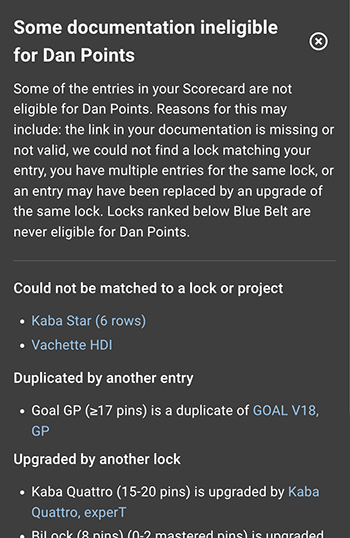 Some documentation ineligible
for Dan Points
Some of the entries in your Scorecard are not
eligible for Dan Points. Reasons for this may
include: the link in your documentation is missing or
not valid, we could not find a lock matching your
entry, you have multiple entries for the same lock, or
an entry may have been replaced by an upgrade of
the same lock. Locks ranked below Blue Belt are
never eligible for Dan Points.
Could not be matched to a lock or project
• Kaba Star (6 rows)
• Vachette HDI
Duplicated by another entry
• Goal GP (≥17 pins) is a duplicate of GOAL V18,
GP
Upgraded by another lock
• Kaba Quattro (15-20 pins) is upgraded by Kaba
Quattro, experT
• BiLock (8 pins) (0-2 mastered pins) is upgraded